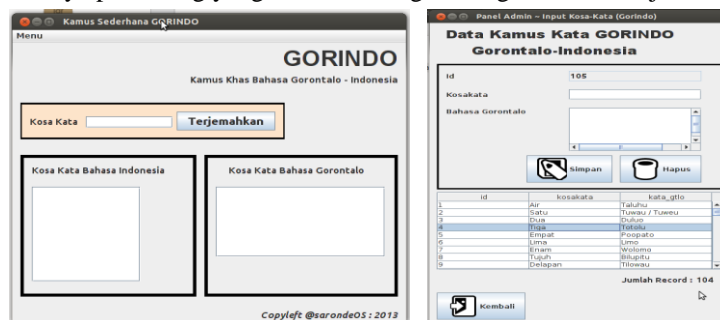 Kamus Sederhana GORINDO
Menu
GORINDO
Kamus Khas Bahasa Gorontalo - Indonesia
Kosa Kata
Terjemahkan
Kosa Kata Bahasa Indonesia
Kosa Kata Bahasa Gorontalo
Copyleft @sarondeOS : 2013
Panel Admin - Input Kosa-Kata (Gorindo)
Data Kamus Kata GORINDO
Gorontalo-Indonesia
Id 105
Kosakata
Bahasa Gorontalo
Simpan Hapus
id kosakata kata_gtlo
1 Air Taluhu
2 Satu Tuwau / Tuweu
3 Dua Duluo
4 Tiga Totolu
5 Empat Poopato
6 Lima Limo
7 Enam Wolomo
8 Tujuh Bilupitu
9 Delapan Tilowau
Jumlah Record : 104
Kembali